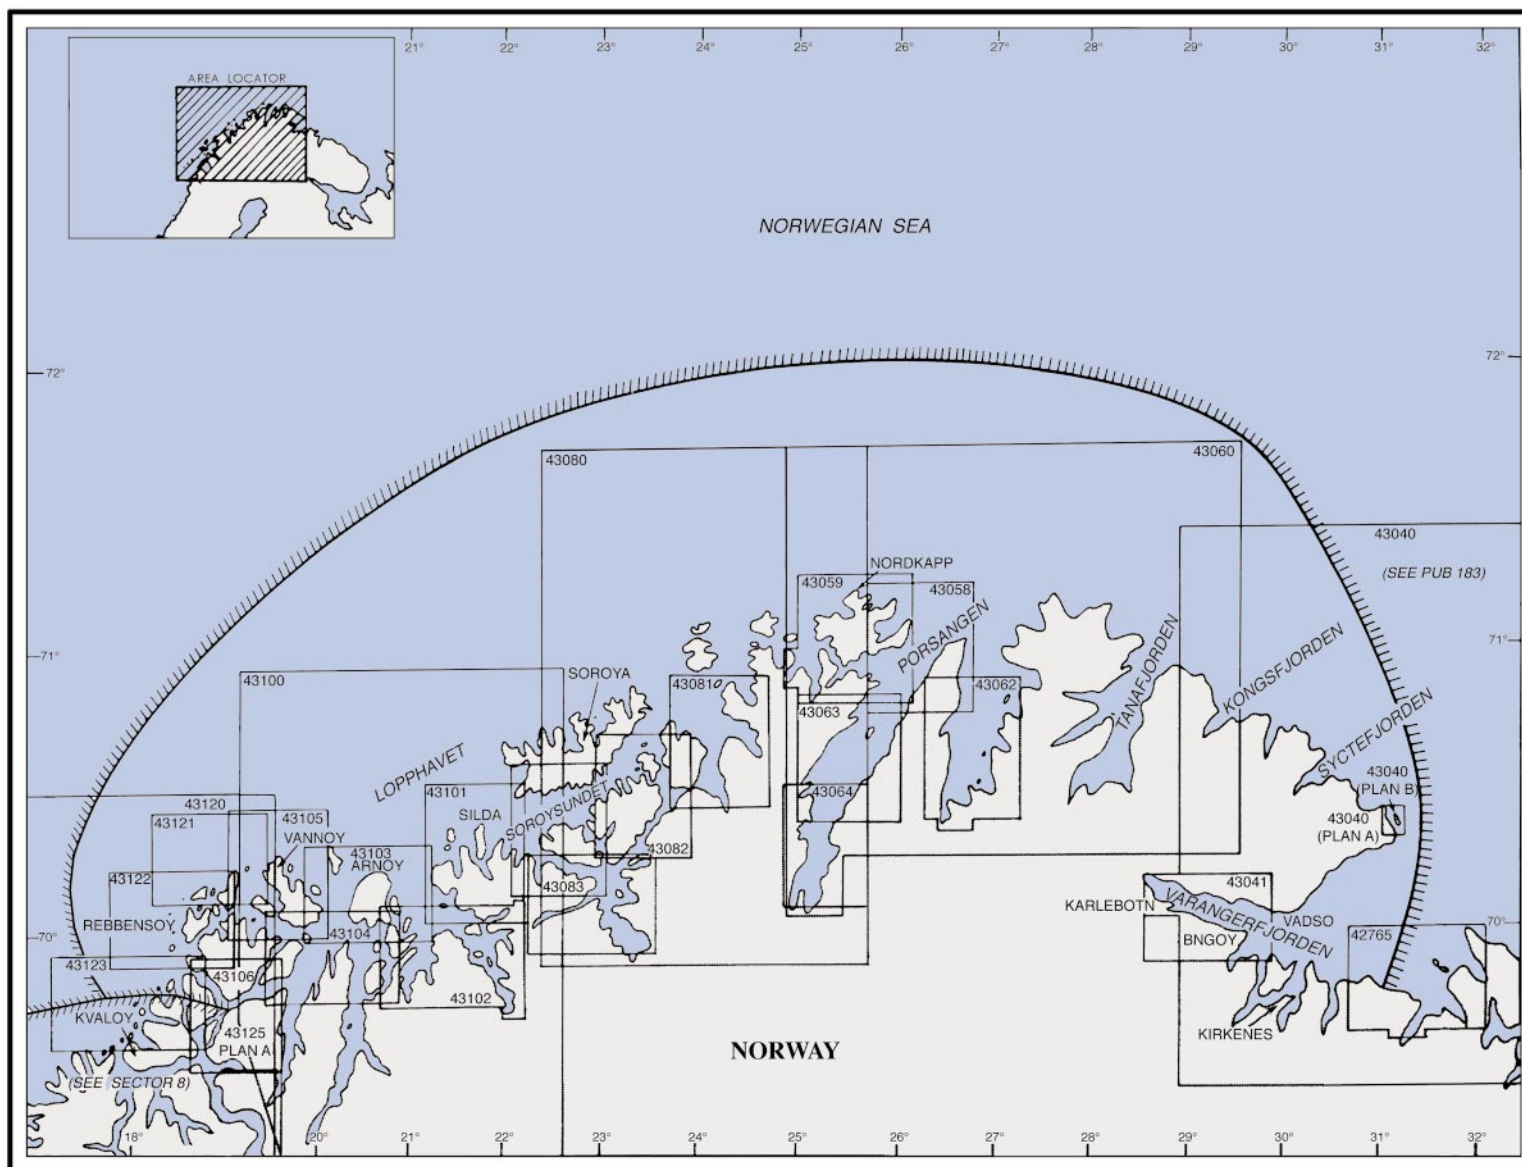 21° 22° 23° 24° 25° 26° 27° 28° 29° 30° 31° 32°
AREA LOCATOR
NORWEGIAN SEA
72°
72°
43080
43060
43040
(SEE PUB 183)
NORDKAPP
43059
43058
PORSANGEN
TANAFJORDEN
KONGSFJORDEN
SYCTEFJORDEN
71°
71°
43100
SOROYA
43081
43062
43063
LOPPHAVET
43101
43064
43040
(PLAN B)
43040
(PLAN A)
43120
43105
SILDA
SOROYSUNDET
43121
VANNOY
43082
43103
ARNOY
43122
43083
43041
REBBENSOY
KARLEBOTN
VARANGERFJORDEN
VADSO
70°
70°
43104
BNGOY
42765
43123
43106
43102
KVALOY
43125
PLAN A
KIRKENES
NORWAY
(SEE SECTOR 8)
18° 20° 21° 22° 23° 24° 25° 26° 27° 28° 29° 30° 31° 32°